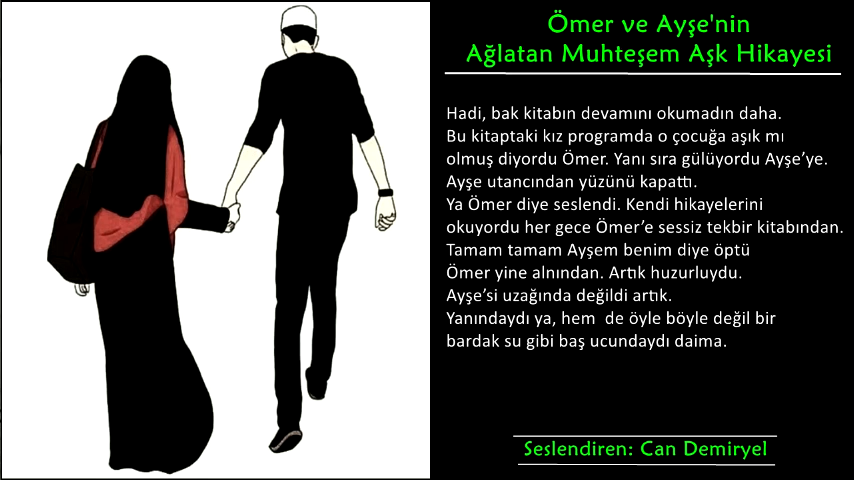 Ömer ve Ayşe'nin
Ağlatan Muhteşem Aşk Hikayesi
Hadi, bak kitabın devamını okumadın daha.
Bu kitaptaki kız programda o çocuğa aşık mı
olmuş diyordu Ömer. Yanı sıra gülüyordu Ayşe’ye.
Ayşe utancından yüzünü kapattı.
Ya Ömer diye seslendi. Kendi hikayelerini
okuyordu her gece Ömer’e sessiz tekbir kitabından.
Tamam tamam Ayşem benim diye öptü
Ömer yine alnından. Artık huzurluydu.
Ayşe’si uzağında değildi artık.
Yanındaydı ya, hem de öyle böyle değil bir
bardak su gibi baş ucundaydı daima.
Seslendiren: Can Demiryel